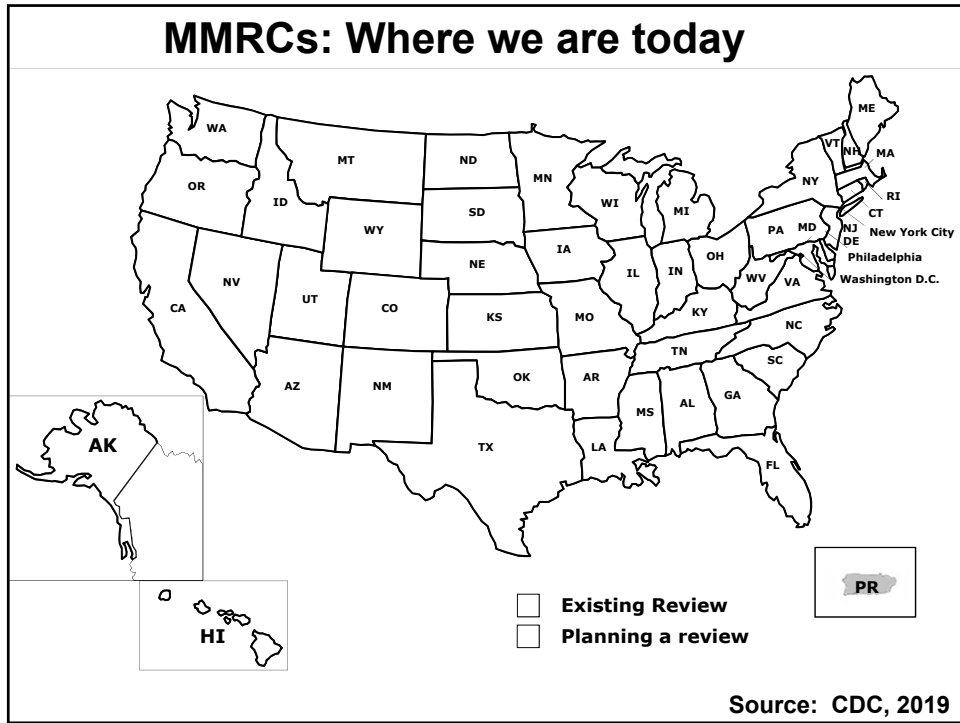 MMRCs: Where we are today
ME
WA
VT
NH
MA
MT
ND
MN
OR
NY
RI
ID
WI
SD
MI
CT
WY
New York City
PA
MD
NJ
DE
IA
OH
Philadelphia
NE
IL
IN
WV
Washington D.C.
NV
VA
UT
CO
CA
KS
MO
KY
NC
TN
SC
OK
AR
AZ
NM
GA
MS
AL
TX
LA
AK
FL
PR
Existing Review
HI
Planning a review
Source: CDC, 2019